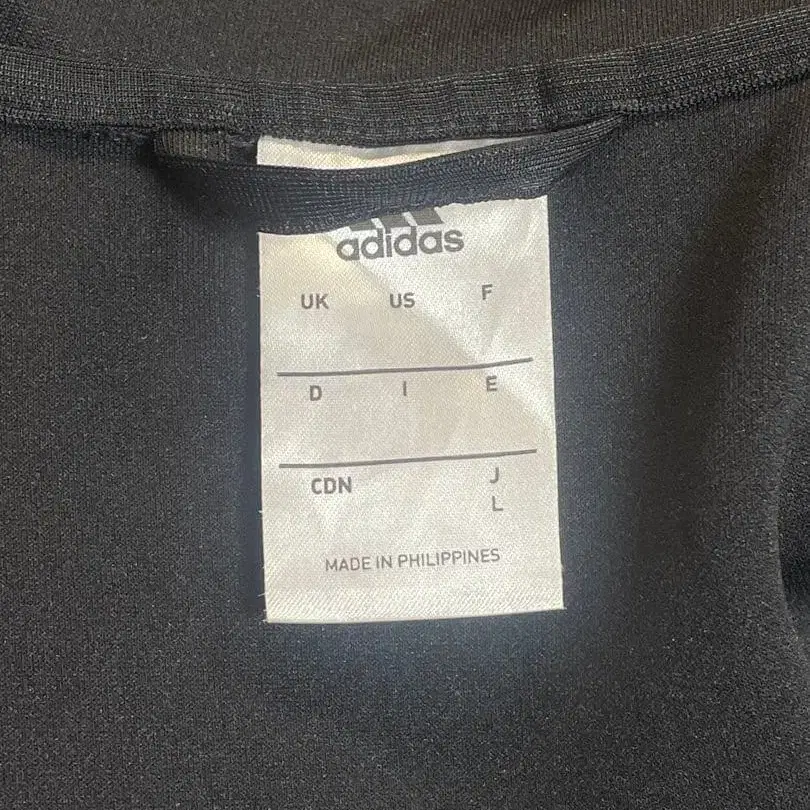 adidas
UK US F
D I E
CDN J
L
MADE IN PHILIPPINES